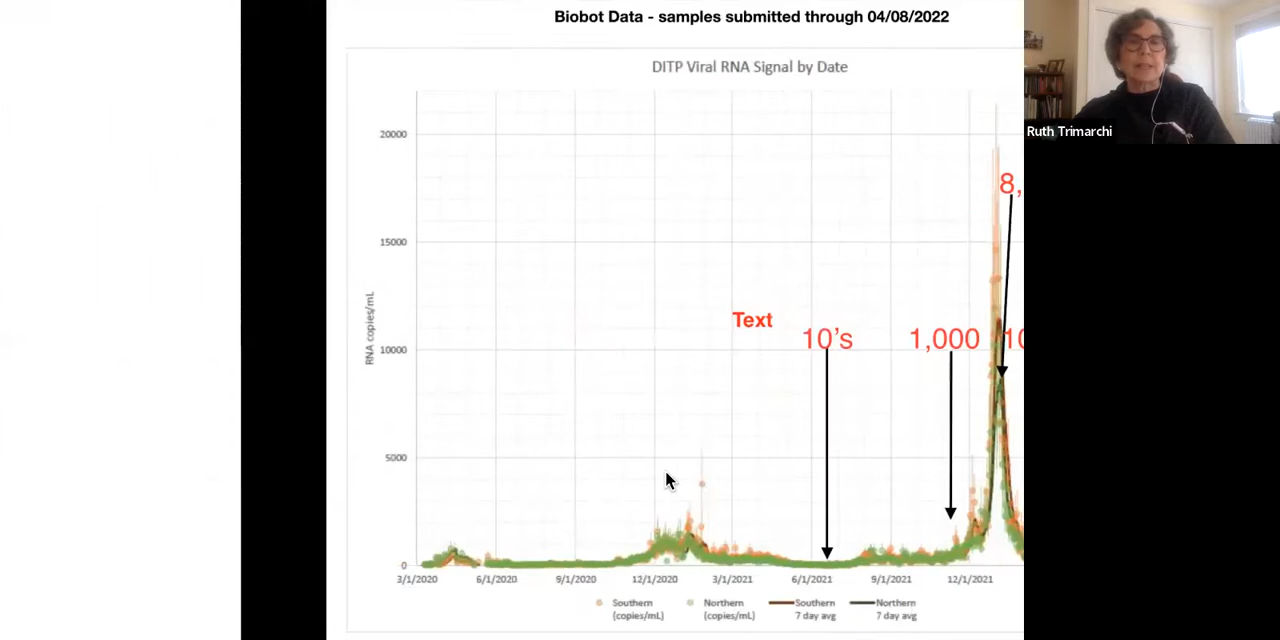 Biobot Data - samples submitted through 04/08/2022
DITP Viral RNA Signal by Date
Ruth Trimarchi
20000
15000
10000
5000
0
RNA copies/mL
8,
Text
10's
1,000
10
3/1/2020
6/1/2020
9/1/2020
12/1/2020
3/1/2021
6/1/2021
9/1/2021
12/1/2021
Southern (copies/mL)
Northern (copies/mL)
Southern 7 day avg
Northern 7 day avg